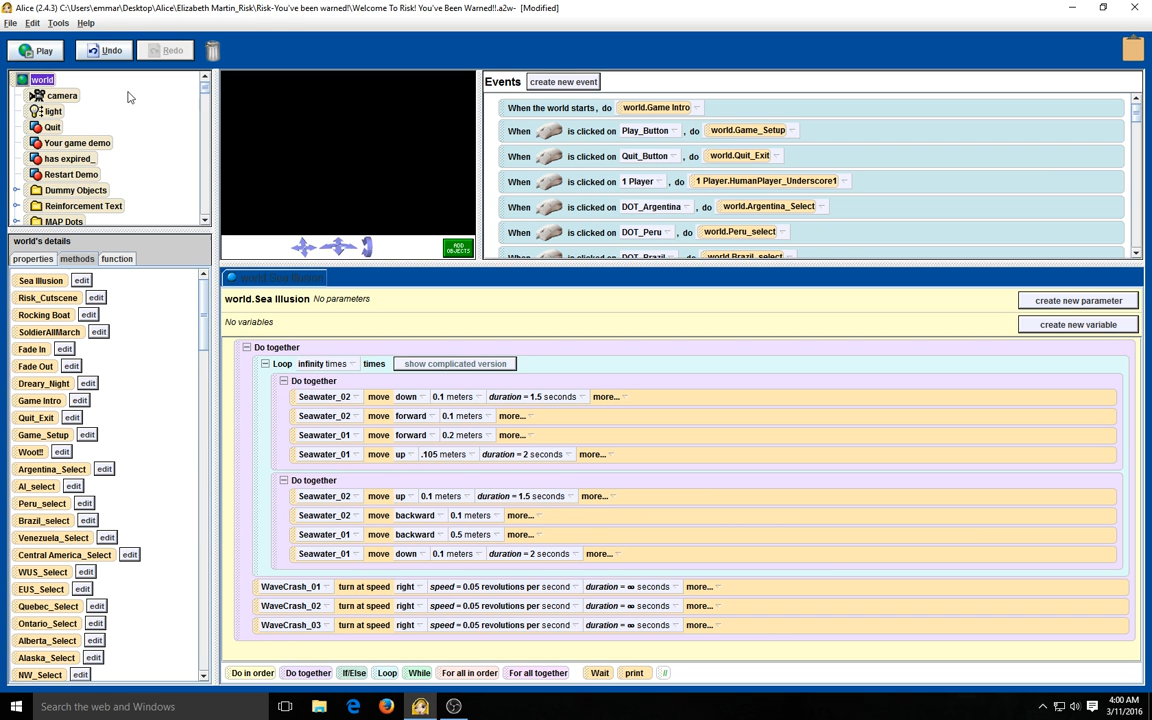 Alice (2.4.3) C:\Users\emmar\Desktop\Alice\Elizabeth Martin_Risk\Risk-You've been warned!\Welcome To Risk! You've Been Warned!!.a2w- [Modified]
File Edit Tools Help
Play Undo Redo
world
camera
light
Quit
Your game demo
has expired_
Restart Demo
Dummy Objects
Reinforcement Text
MAP Dots
ADD OBJECTS
Events create new event
When the world starts, do world.Game Intro
When is clicked on Play_Button , do world.Game_Setup
When is clicked on Quit_Button , do world.Quit_Exit
When is clicked on 1 Player , do 1 Player.HumanPlayer_Underscore1
When is clicked on DOT_Argentina , do world.Argentina_Select
When is clicked on DOT_Peru , do world.Peru_select
When is clicked on DOT_Brazil , do world.Brazil_select
world's details
properties methods function
Sea Illusion edit
Risk_Cutscene edit
Rocking Boat edit
SoldierAllMarch edit
Fade In edit
Fade Out edit
Dreary_Night edit
Game Intro edit
Quit_Exit edit
Game_Setup edit
Woot!! edit
Argentina_Select edit
AI_select edit
Peru_select edit
Brazil_select edit
Venezuela_Select edit
Central America_Select edit
WUS_Select edit
EUS_Select edit
Quebec_Select edit
Ontario_Select edit
Alberta_Select edit
Alaska_Select edit
NW_Select edit
world.Sea Illusion
world.Sea Illusion No parameters create new parameter
No variables create new variable
Do together
Loop infinity times times show complicated version
Do together
Seawater_02 move down 0.1 meters duration = 1.5 seconds more...
Seawater_02 move forward 0.1 meters more...
Seawater_01 move forward 0.2 meters more...
Seawater_01 move up .105 meters duration = 2 seconds more...
Do together
Seawater_02 move up 0.1 meters duration = 1.5 seconds more...
Seawater_02 move backward 0.1 meters more...
Seawater_01 move backward 0.5 meters more...
Seawater_01 move down 0.1 meters duration = 2 seconds more...
WaveCrash_01 turn at speed right speed = 0.05 revolutions per second duration = ∞ seconds more...
WaveCrash_02 turn at speed right speed = 0.05 revolutions per second duration = ∞ seconds more...
WaveCrash_03 turn at speed right speed = 0.05 revolutions per second duration = ∞ seconds more...
Do in order Do together If/Else Loop While For all in order For all together Wait print //
Search the web and Windows
4:00 AM
3/11/2016